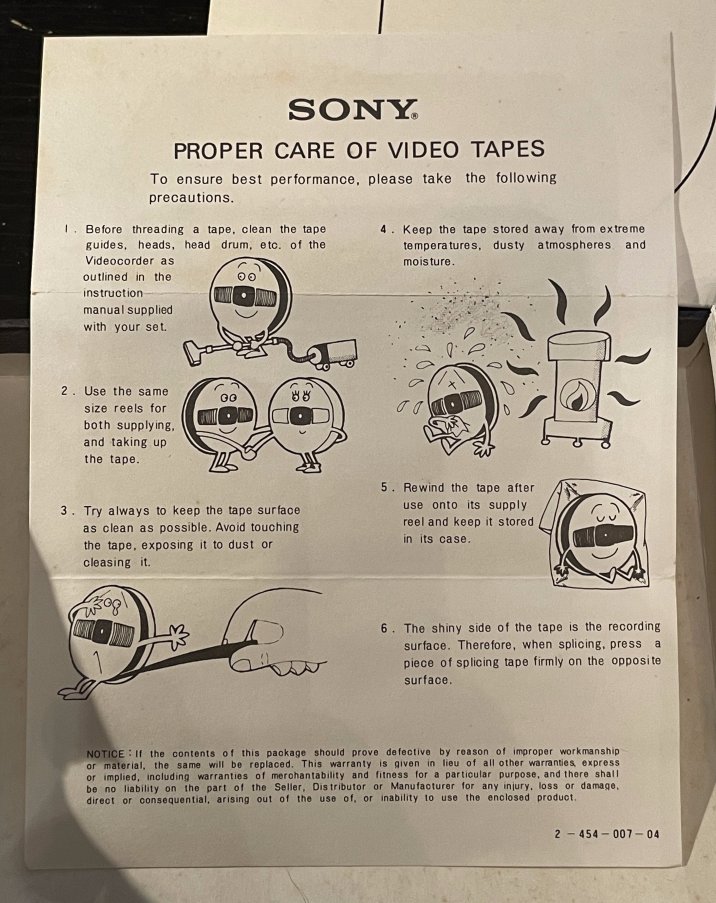 SONY®
PROPER CARE OF VIDEO TAPES
To ensure best performance, please take the following
precautions.
1. Before threading a tape, clean the tape
guides, heads, head drum, etc. of the
Videocorder as
outlined in the
instruction
manual supplied
with your set.
2. Use the same
size reels for
both supplying,
and taking up
the tape.
3. Try always to keep the tape surface
as clean as possible. Avoid touching
the tape, exposing it to dust or
cleasing it.
4. Keep the tape stored away from extreme
temperatures, dusty atmospheres and
moisture.
5. Rewind the tape after
use onto its supply
reel and keep it stored
in its case.
6. The shiny side of the tape is the recording
surface. Therefore, when splicing, press a
piece of splicing tape firmly on the opposite
surface.
NOTICE: If the contents of this package should prove defective by reason of improper workmanship
or material, the same will be replaced. This warranty is given in lieu of all other warranties, express
or implied, including warranties of merchantability and fitness for a particular purpose, and there shall
be no liability on the part of the Seller, Distributor or Manufacturer for any injury, loss or damage,
direct or consequential, arising out of the use of, or inability to use the enclosed product.
2-454-007-04